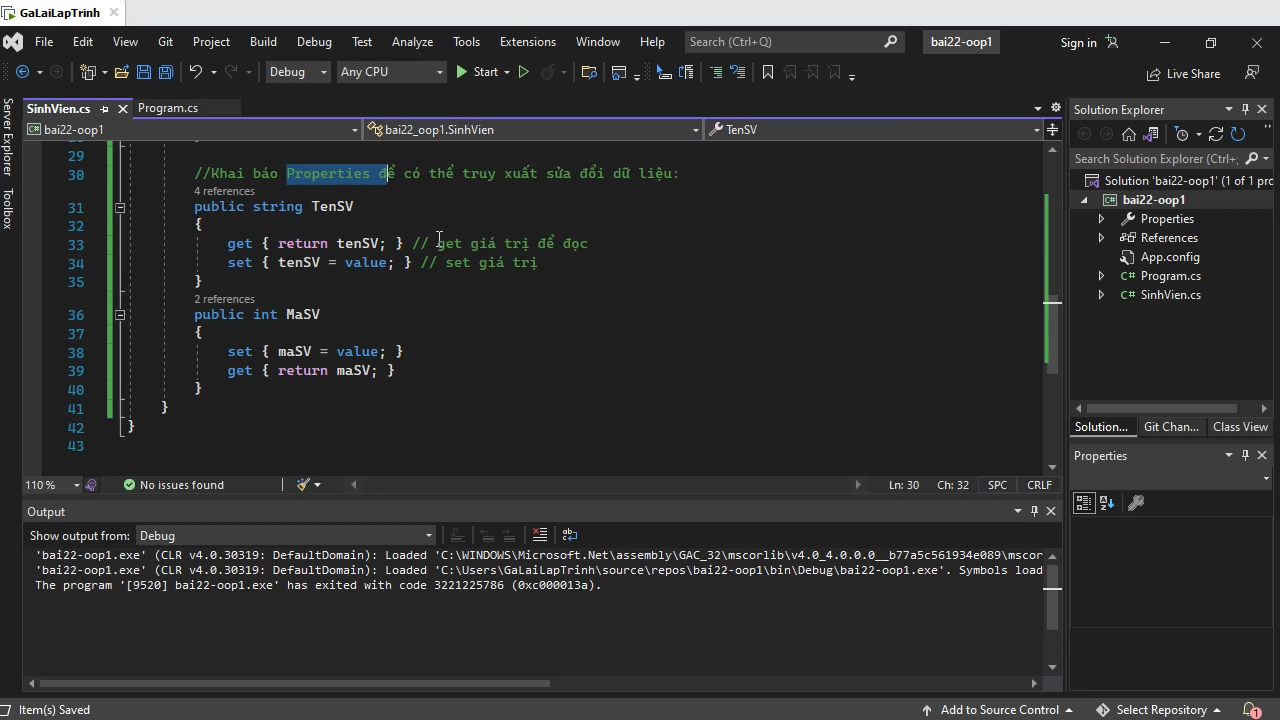 GaLaiLapTrinh
File Edit View Git Project Build Debug Test Analyze Tools Extensions Window Help Search (Ctrl+Q) bai22-oop1 Sign in
Debug Any CPU Start Live Share
SinhVien.cs Program.cs
bai22-oop1 bai22_oop1.SinhVien TenSV
29
30 //Khai báo Properties để có thể truy xuất sửa đổi dữ liệu:
4 references
31 public string TenSV
32 {
33 get { return tenSV; } // get giá trị để đọc
34 set { tenSV = value; } // set giá trị
35 }
2 references
36 public int MaSV
37 {
38 set { maSV = value; }
39 get { return maSV; }
40 }
41 }
42 }
43
110 % No issues found Ln: 30 Ch: 32 SPC CRLF
Output
Show output from: Debug
'bai22-oop1.exe' (CLR v4.0.30319: DefaultDomain): Loaded 'C:\WINDOWS\Microsoft.Net\assembly\GAC_32\mscorlib\v4.0_4.0.0.0__b77a5c561934e089\mscor
'bai22-oop1.exe' (CLR v4.0.30319: DefaultDomain): Loaded 'C:\Users\GaLaiLapTrinh\source\repos\bai22-oop1\bin\Debug\bai22-oop1.exe'. Symbols load
The program '[9520] bai22-oop1.exe' has exited with code 3221225786 (0xc000013a).
Server Explorer
Toolbox
Solution Explorer
Search Solution Explorer (Ctrl+
Solution 'bai22-oop1' (1 of 1 pro
bai22-oop1
Properties
References
App.config
C# Program.cs
C# SinhVien.cs
Solution... Git Chan... Class View
Properties
Item(s) Saved Add to Source Control Select Repository 1